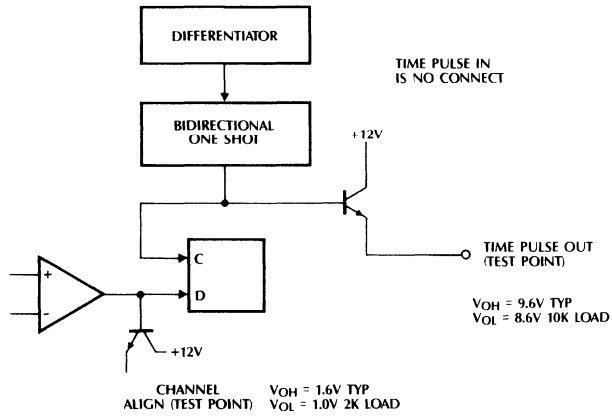 DIFFERENTIATOR
TIME PULSE IN
IS NO CONNECT
BIDIRECTIONAL
ONE SHOT
+12V
C
TIME PULSE OUT
(TEST POINT)
+
D
-
VOH = 9.6V TYP
VOL = 8.6V 10K LOAD
+12V
CHANNEL
ALIGN (TEST POINT)
VOH = 1.6V TYP
VOL = 1.0V 2K LOAD